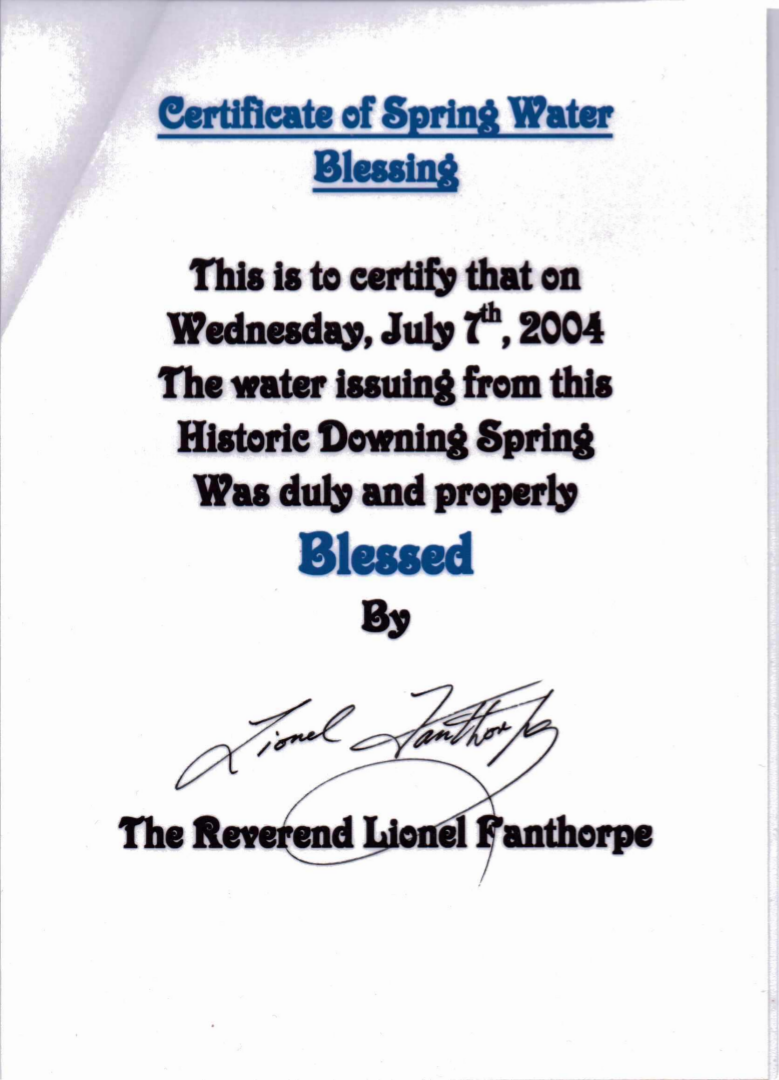 Certificate of Spring Water
Blessing
This is to certify that on
Wednesday, July 7th, 2004
The water issuing from this
Historic Downing Spring
Was duly and properly
Blessed
By
Lionel Fanthorpe
The Reverend Lionel Fanthorpe